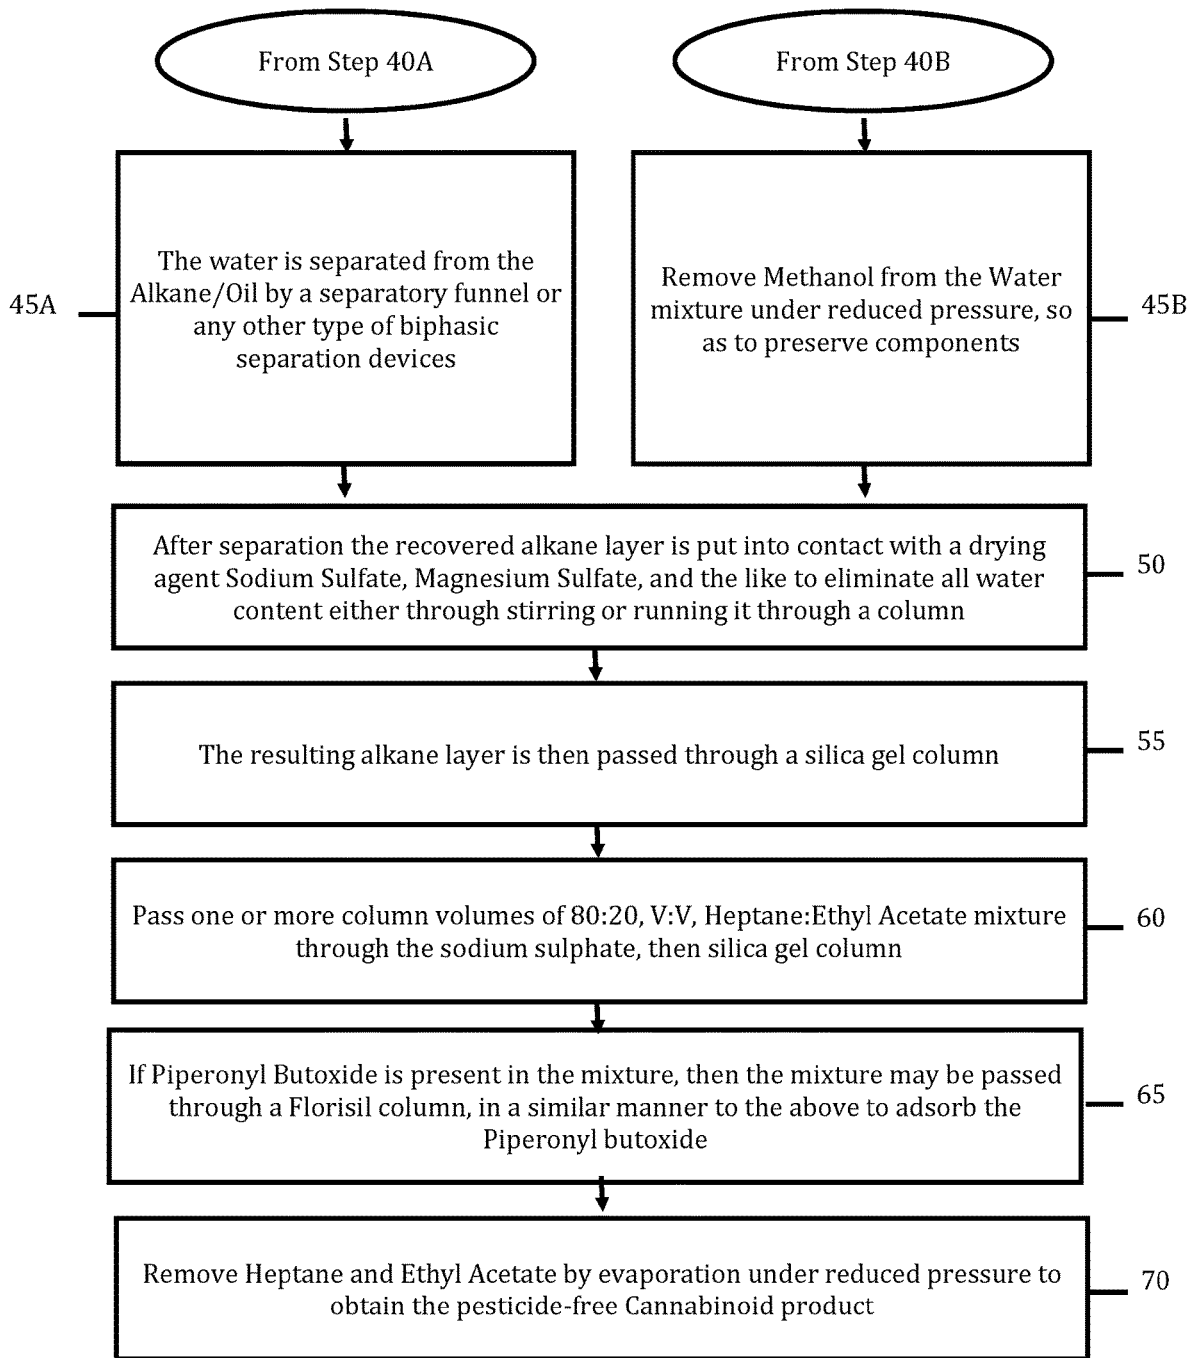 From Step 40A
From Step 40B
The water is separated from the
Alkane/Oil by a separatory funnel or
any other type of biphasic
separation devices
45A
Remove Methanol from the Water
mixture under reduced pressure, so
as to preserve components
45B
After separation the recovered alkane layer is put into contact with a drying
agent Sodium Sulfate, Magnesium Sulfate, and the like to eliminate all water
content either through stirring or running it through a column
50
The resulting alkane layer is then passed through a silica gel column
55
Pass one or more column volumes of 80:20, V:V, Heptane:Ethyl Acetate mixture
through the sodium sulphate, then silica gel column
60
If Piperonyl Butoxide is present in the mixture, then the mixture may be passed
through a Florisil column, in a similar manner to the above to adsorb the
Piperonyl butoxide
65
Remove Heptane and Ethyl Acetate by evaporation under reduced pressure to
obtain the pesticide-free Cannabinoid product
70